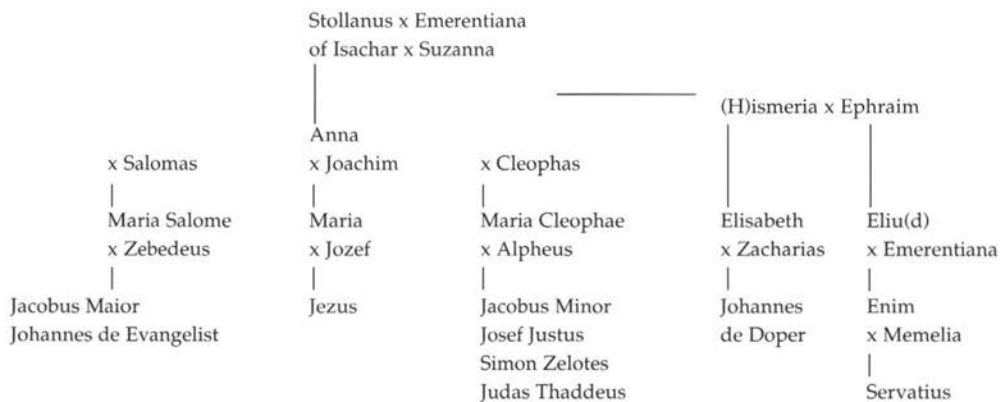 Stollanus x Emerentiana
of Isachar x Suzanna
(H)ismeria x Ephraim
Anna
x Salomas x Joachim x Cleophas
Maria Salome Maria Maria Cleophae Elisabeth Eliu(d)
x Zebedeus x Jozef x Alpheus x Zacharias x Emerentiana
Jacobus Maior Jezus Jacobus Minor Johannes Enim
Johannes de Evangelist Josef Justus de Doper x Memelia
Simon Zelotes
Judas Thaddeus Servatius